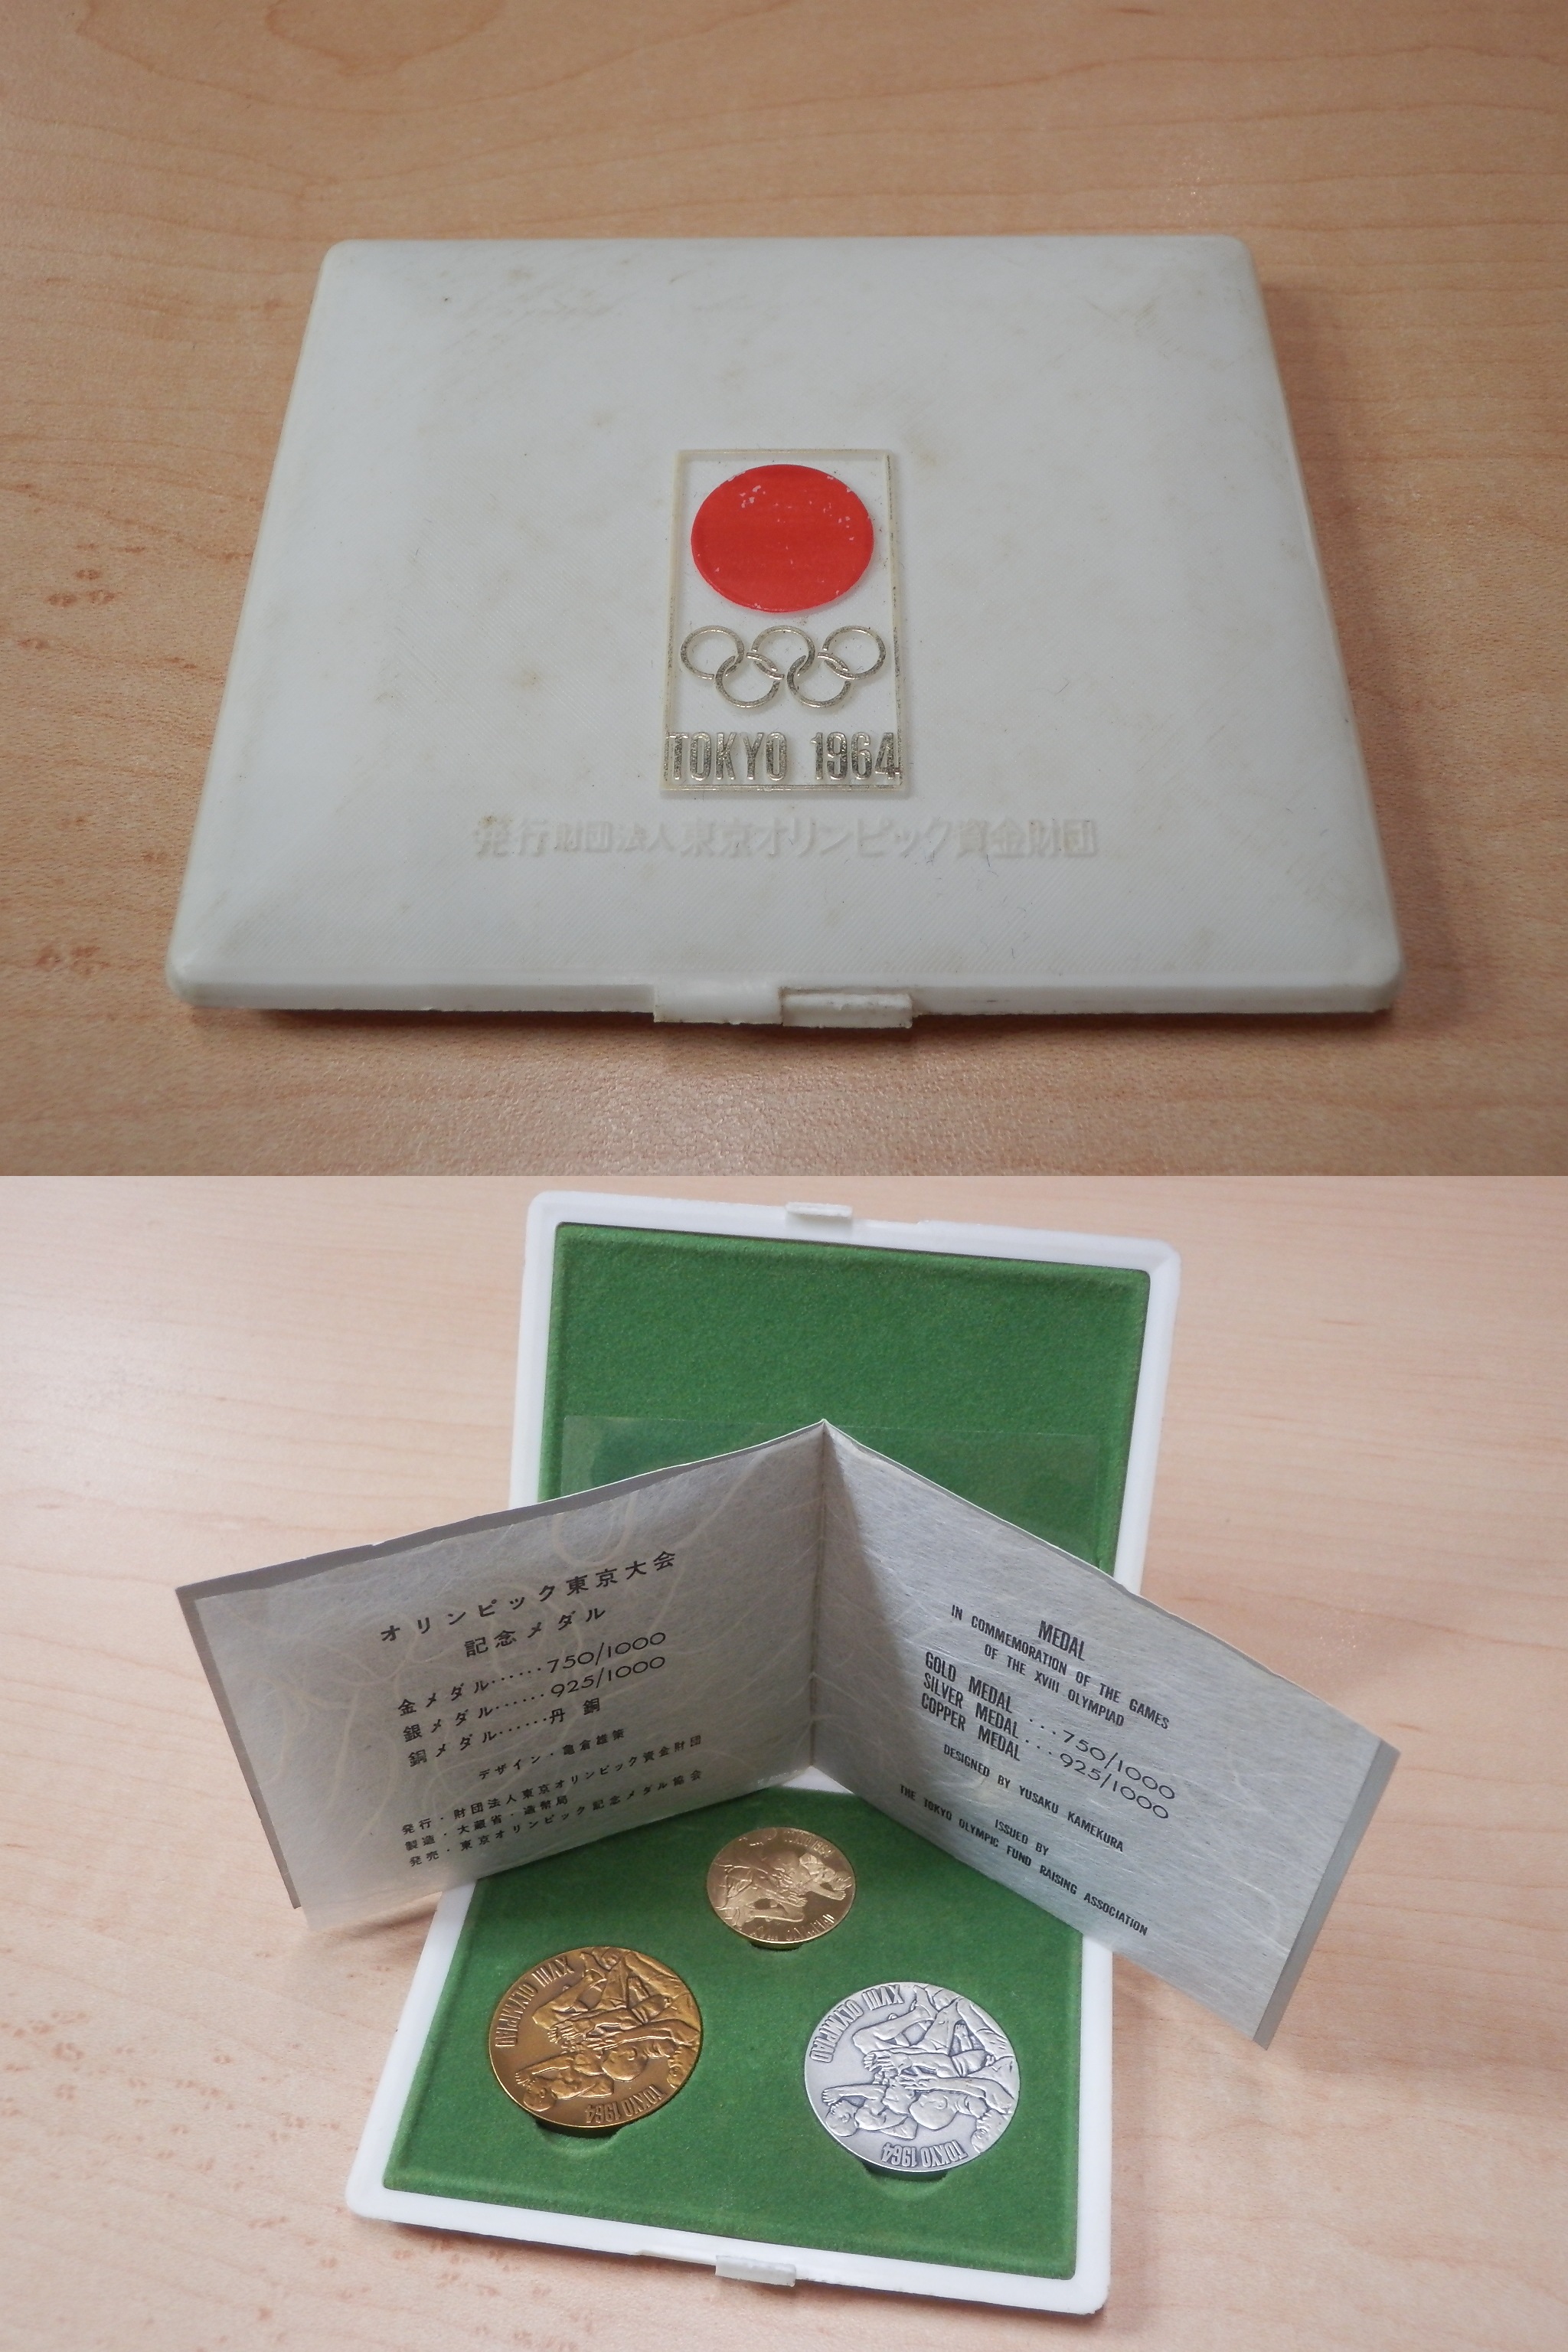 TOKYO 1964
発行財団法人東京オリンピック資金財団
オリンピック東京大会
記念メダル
金メダル······750/1000
銀メダル······925/1000
銅メダル······丹 銅
デザイン・亀倉雄策
発行・財団法人東京オリンピック資金財団
製造・大蔵省・造幣局
発売・東京オリンピック記念メダル協会
MEDAL
IN COMMEMORATION OF THE GAMES
OF THE XVIII OLYMPIAD
GOLD MEDAL ...750/1000
SILVER MEDAL...925/1000
COPPER MEDAL
DESIGNED BY YUSAKU KAMEKURA
ISSUED BY
THE TOKYO OLYMPIC FUND RAISING ASSOCIATION
TOKYO 1964
XVIII OLYMPIAD
XVIII OLYMPIAD
TOKYO 1964
XVIII OLYMPIAD
TOKYO 1964